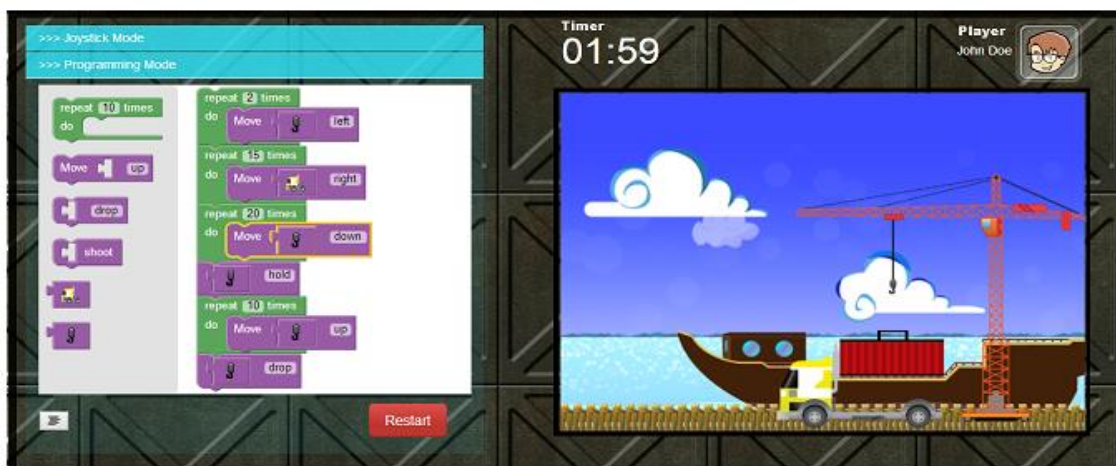 >>> Joystick Mode
>>> Programming Mode
repeat 10 times
do
Move up
drop
shoot
repeat 2 times
do Move left
repeat 15 times
do Move right
repeat 20 times
do Move down
hold
repeat 10 times
do Move up
drop
Restart
Timer
01:59
Player
John Doe